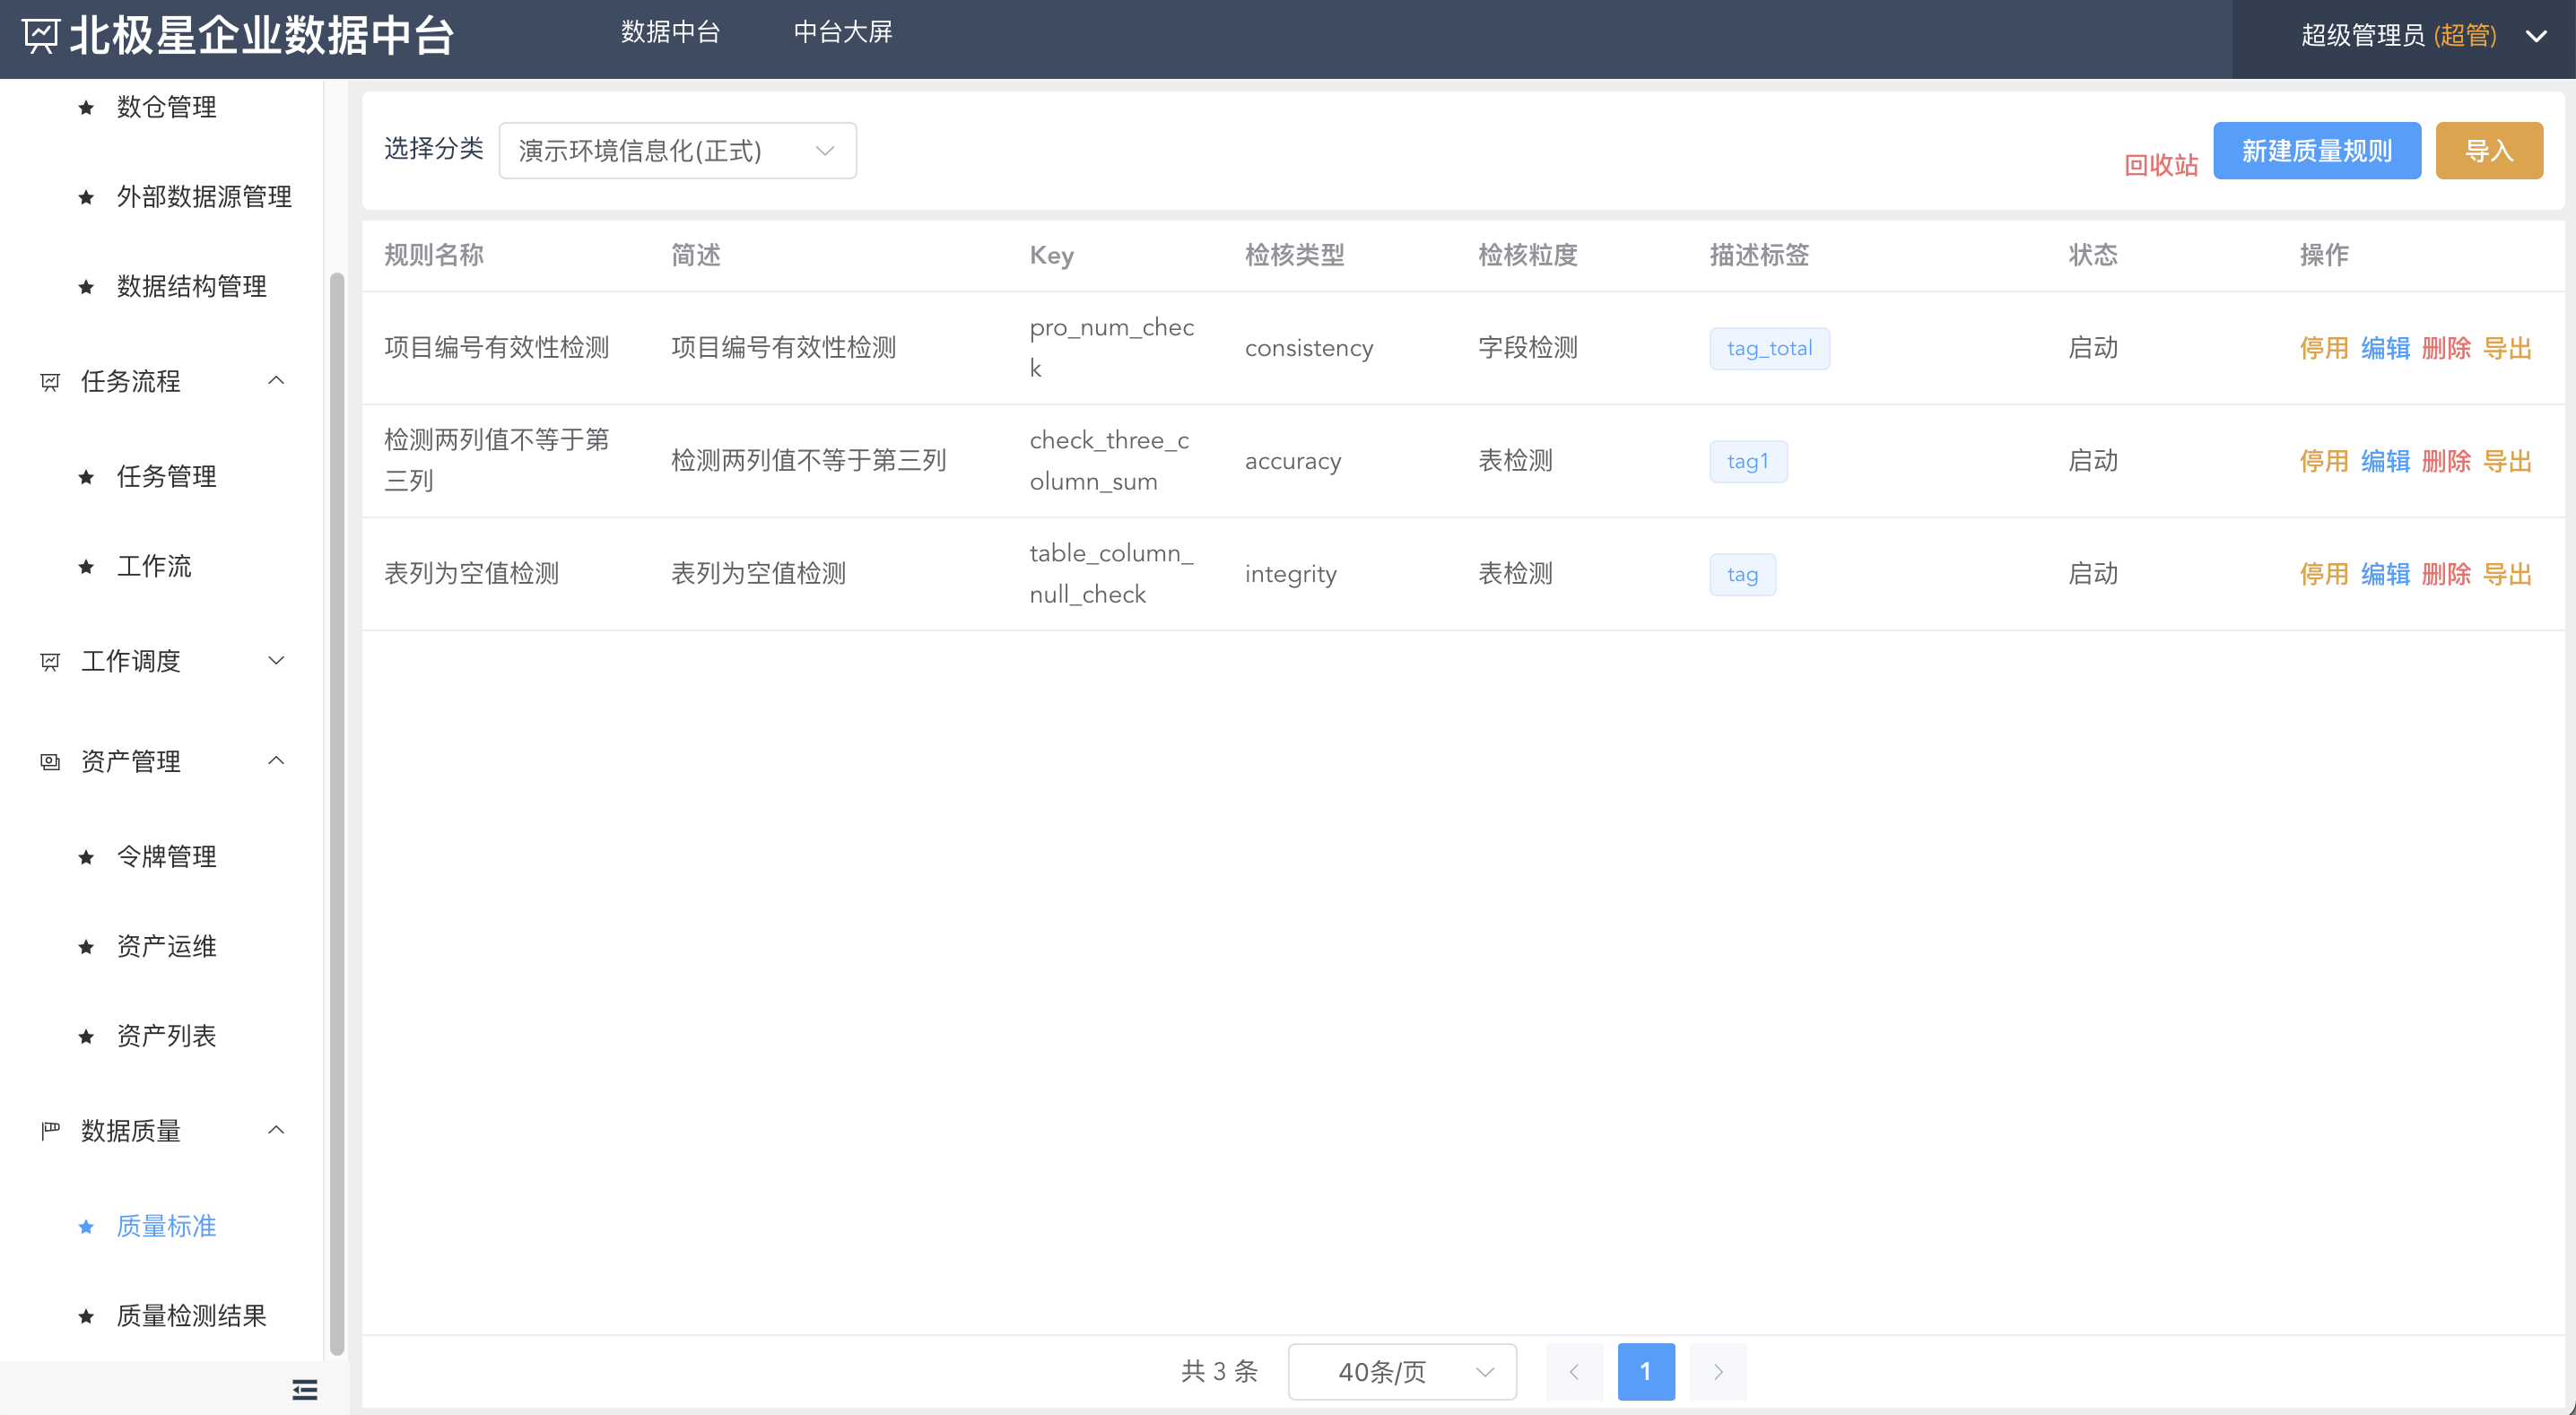 北极星企业数据中台
数据中台
中台大屏
超级管理员 (超管)
数仓管理
外部数据源管理
数据结构管理
任务流程
任务管理
工作流
工作调度
资产管理
令牌管理
资产运维
资产列表
数据质量
质量标准
质量检测结果
选择分类
演示环境信息化(正式)
回收站
新建质量规则
导入
规则名称 简述 Key 检核类型 检核粒度 描述标签 状态 操作
项目编号有效性检测
项目编号有效性检测
pro_num_chec
k
consistency
字段检测
tag_total
启动
停用 编辑 删除 导出
检测两列值不等于第
三列
检测两列值不等于第三列
check_three_c
olumn_sum
accuracy
表检测
tag1
启动
停用 编辑 删除 导出
表列为空值检测
表列为空值检测
table_column_
null_check
integrity
表检测
tag
启动
停用 编辑 删除 导出
共 3 条
40条/页
1